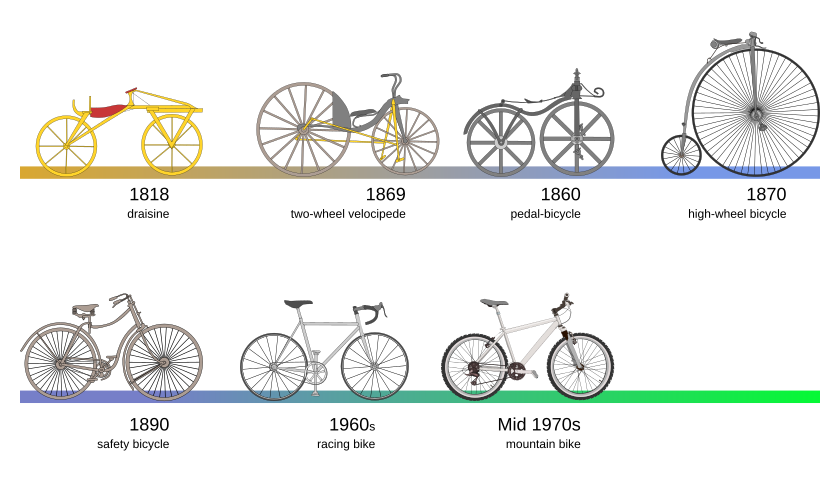 1818
draisine
1869
two-wheel velocipede
1860
pedal-bicycle
1870
high-wheel bicycle
1890
safety bicycle
1960s
racing bike
Mid 1970s
mountain bike